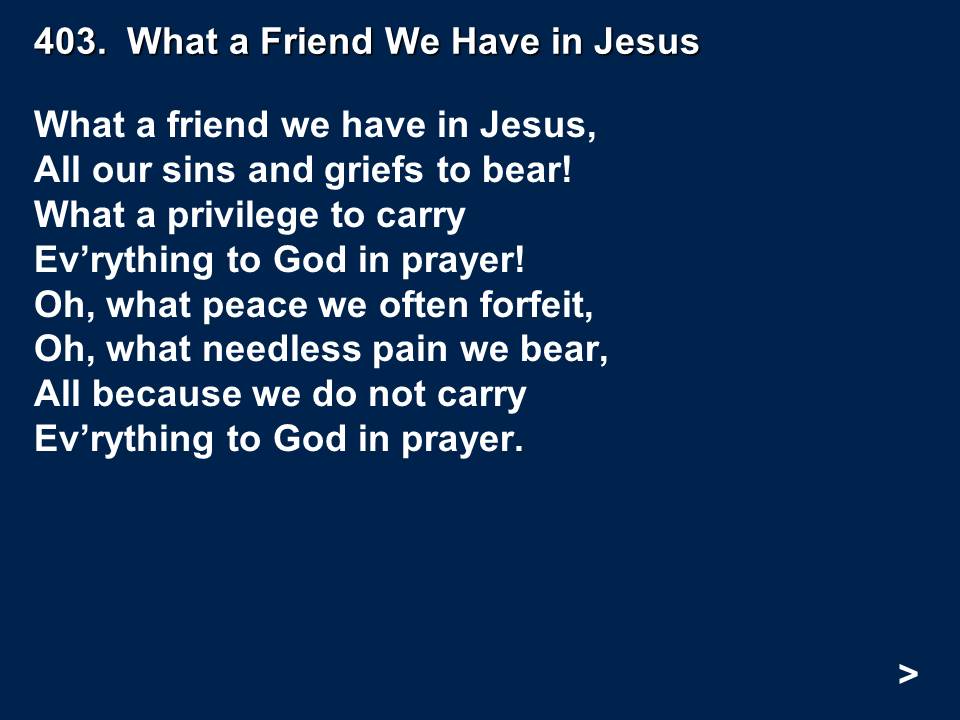 403.  What a Friend We Have in Jesus
What a friend we have in Jesus,
All our sins and griefs to bear!
What a privilege to carry
Ev’rything to God in prayer!
Oh, what peace we often forfeit,
Oh, what needless pain we bear,
All because we do not carry
Ev’rything to God in prayer.
>